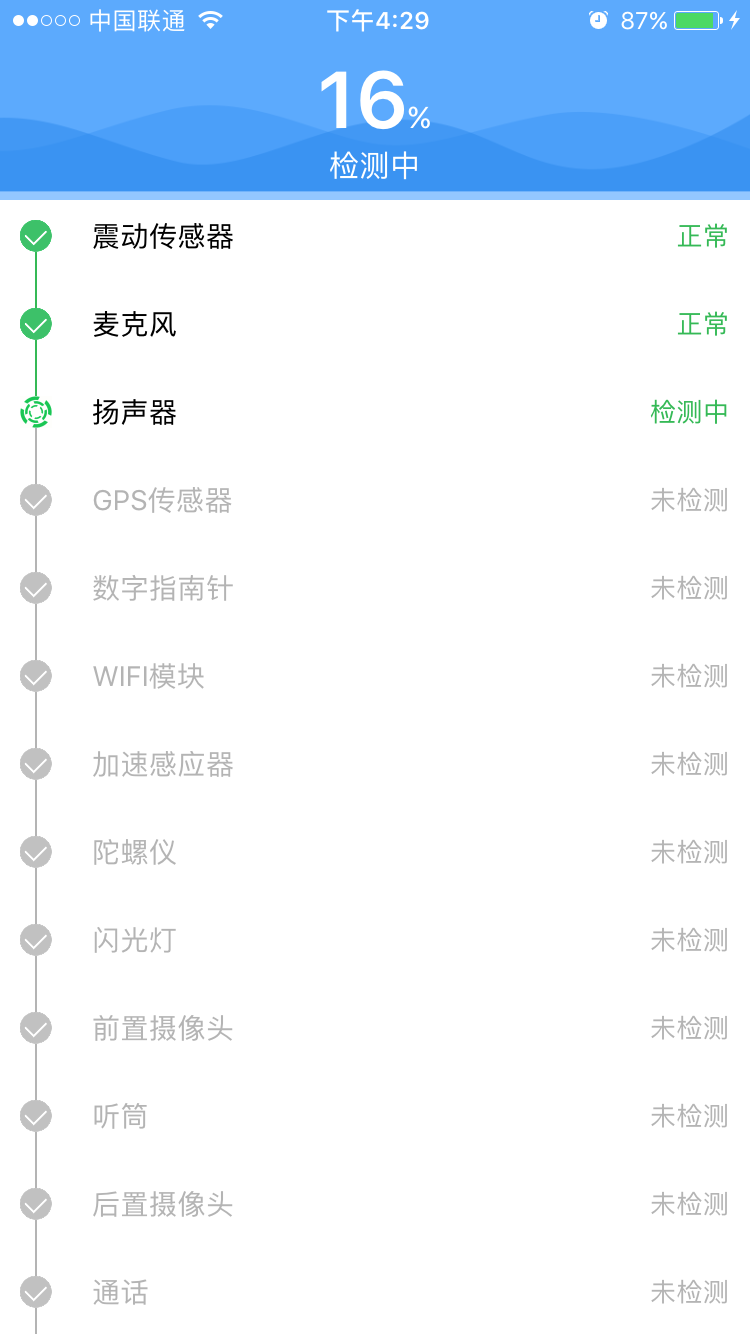 中国联通 下午4:29 87%
16%
检测中
震动传感器 正常
麦克风 正常
扬声器 检测中
GPS传感器 未检测
数字指南针 未检测
WIFI模块 未检测
加速感应器 未检测
陀螺仪 未检测
闪光灯 未检测
前置摄像头 未检测
听筒 未检测
后置摄像头 未检测
通话 未检测